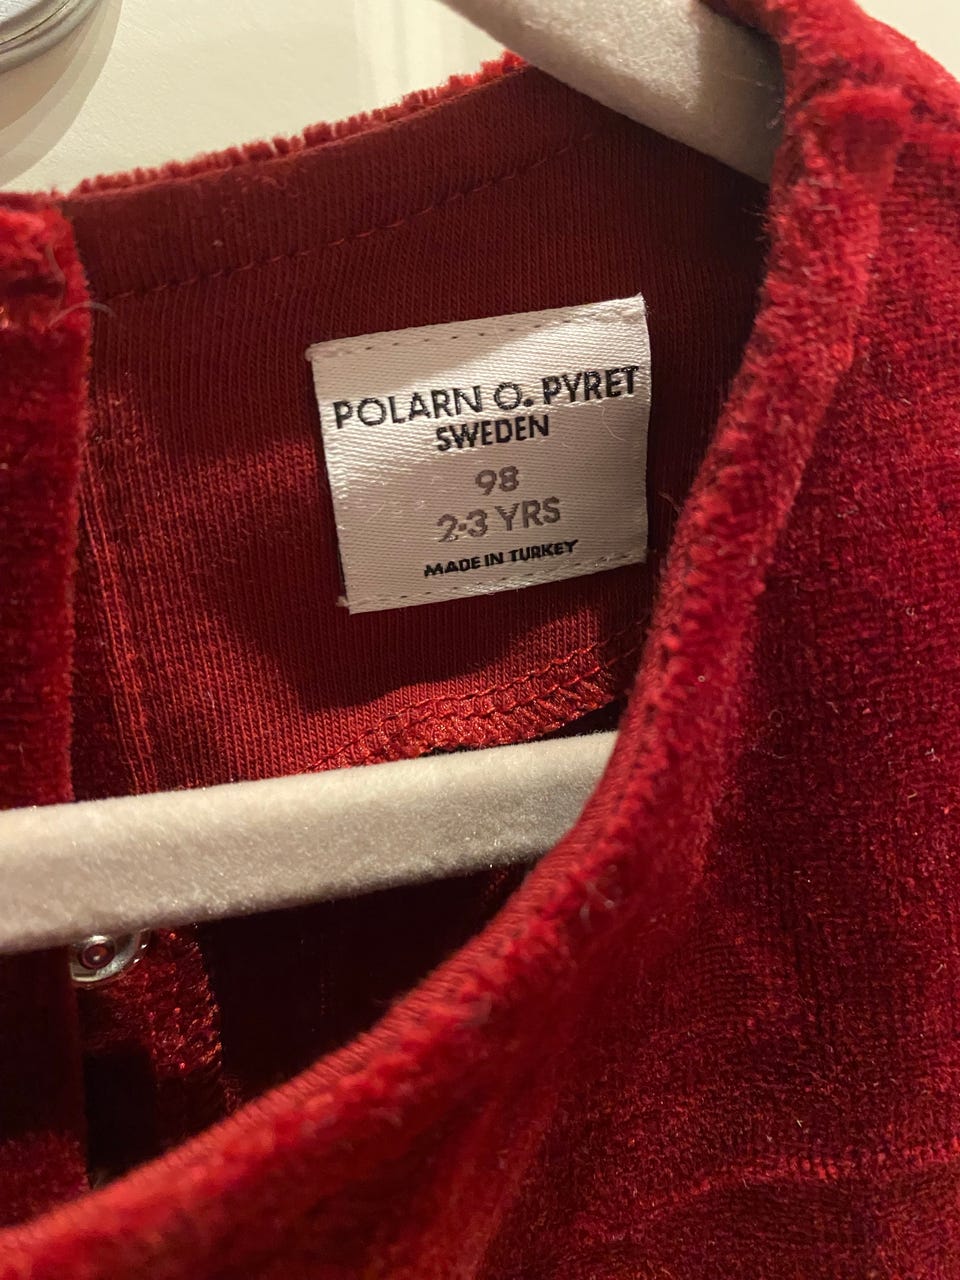 POLARN O. PYRET
SWEDEN
98
2-3 YRS
MADE IN TURKEY